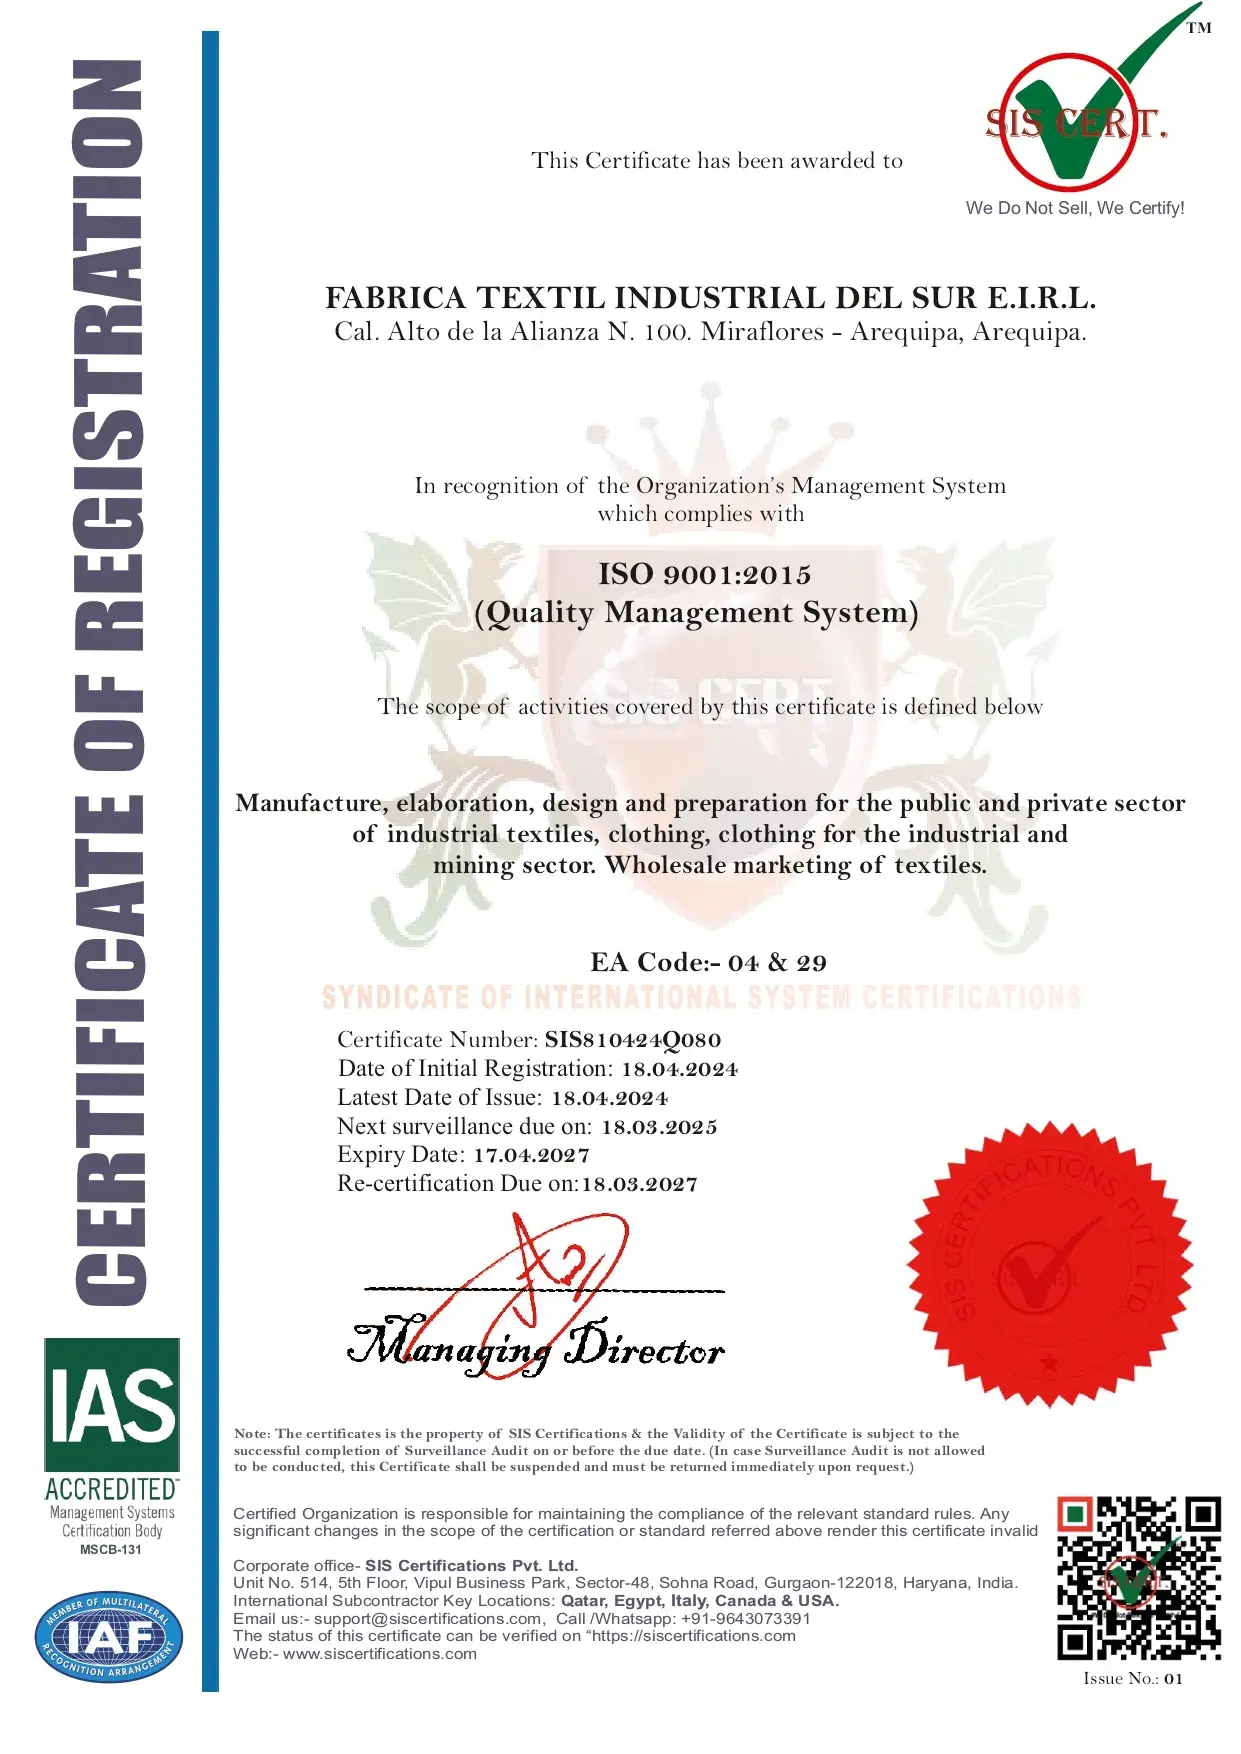 CERTIFICATE OF REGISTRATION
TM
SIS CERT.
We Do Not Sell, We Certify!
This Certificate has been awarded to
FABRICA TEXTIL INDUSTRIAL DEL SUR E.I.R.L.
Cal. Alto de la Alianza N. 100. Miraflores - Arequipa, Arequipa.
In recognition of the Organization's Management System
which complies with
ISO 9001:2015
(Quality Management System)
SIS CERT
The scope of activities covered by this certificate is defined below
Manufacture, elaboration, design and preparation for the public and private sector
of industrial textiles, clothing, clothing for the industrial and
mining sector. Wholesale marketing of textiles.
EA Code:- 04 & 29
SYNDICATE OF INTERNATIONAL SYSTEM CERTIFICATIONS
Certificate Number: SIS810424Q080
Date of Initial Registration: 18.04.2024
Latest Date of Issue: 18.04.2024
Next surveillance due on: 18.03.2025
Expiry Date: 17.04.2027
Re-certification Due on:18.03.2027
Managing Director
SIS CERTIFICATIONS PVT. LTD
Note: The certificates is the property of SIS Certifications & the Validity of the Certificate is subject to the
successful completion of Surveillance Audit on or before the due date. (In case Surveillance Audit is not allowed
to be conducted, this Certificate shall be suspended and must be returned immediately upon request.)
Certified Organization is responsible for maintaining the compliance of the relevant standard rules. Any
significant changes in the scope of the certification or standard referred above render this certificate invalid
Corporate office- SIS Certifications Pvt. Ltd.
Unit No. 514, 5th Floor, Vipul Business Park, Sector-48, Sohna Road, Gurgaon-122018, Haryana, India.
International Subcontractor Key Locations: Qatar, Egypt, Italy, Canada & USA.
Email us:- support@siscertifications.com, Call /Whatsapp: +91-9643073391
The status of this certificate can be verified on “https://siscertifications.com
Web:- www.siscertifications.com
Issue No.: 01
IAS
ACCREDITED
Management Systems
Certification Body
MSCB-131
MEMBER OF MULTILATERAL
IAF
RECOGNITION ARRANGEMENT